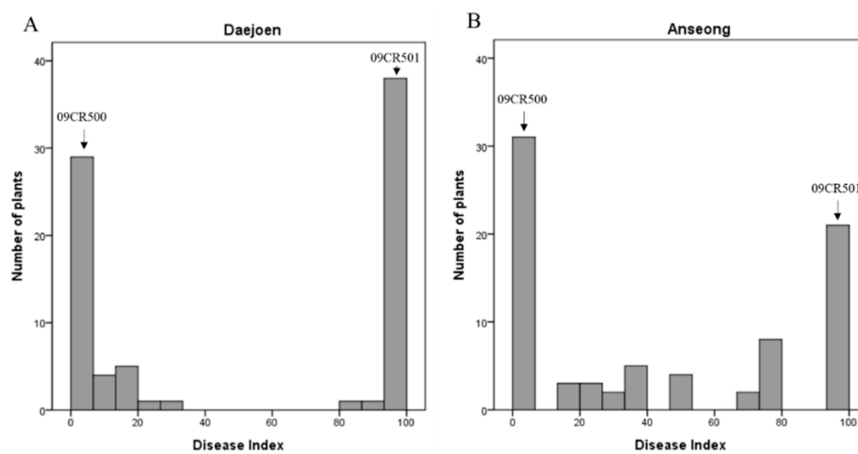 A
Daejoen
Number of plants
40
30
20
10
0
09CR500
09CR501
0 20 40 60 80 100
Disease Index
B
Anseong
Number of plants
40
30
20
10
0
09CR500
09CR501
0 20 40 60 80 100
Disease Index